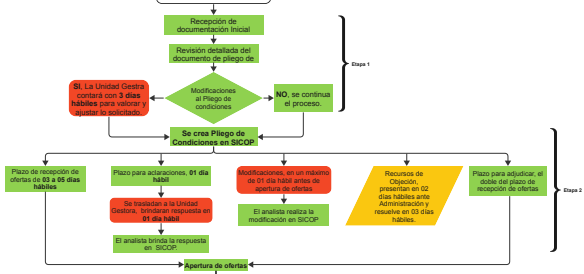 Recepción de
documentación Inicial
Revisión detallada del
documento de pliego de
Etapa 1
SI, La Unidad Gestra
contará con 3 días
hábiles para valorar y
ajustar lo solicitado.
Modificaciones
al Pliego de
condiciones
NO, se continua
el proceso.
Se crea Pliego de
Condiciones en SICOP
Plazo de recepción de
ofertas de 03 a 05 días
hábiles
Plazo para aclaraciones, 01 día
hábil
Modificaciones, en un máximo
de 01 día hábil antes de
apertura de ofertas
Recursos de
Objeción,
presentan en 02
días hábiles ante
Administración y
resuelve en 03 días
hábiles.
Plazo para adjudicar, el
doble del plazo de
recepción de ofertas
Etapa 2
Se trasladan a la Unidad
Gestora, brindaran respuesta en
01 día hábil
El analista realiza la
modificación en SICOP
El analista brinda la respuesta
en SICOP.
Apertura de ofertas